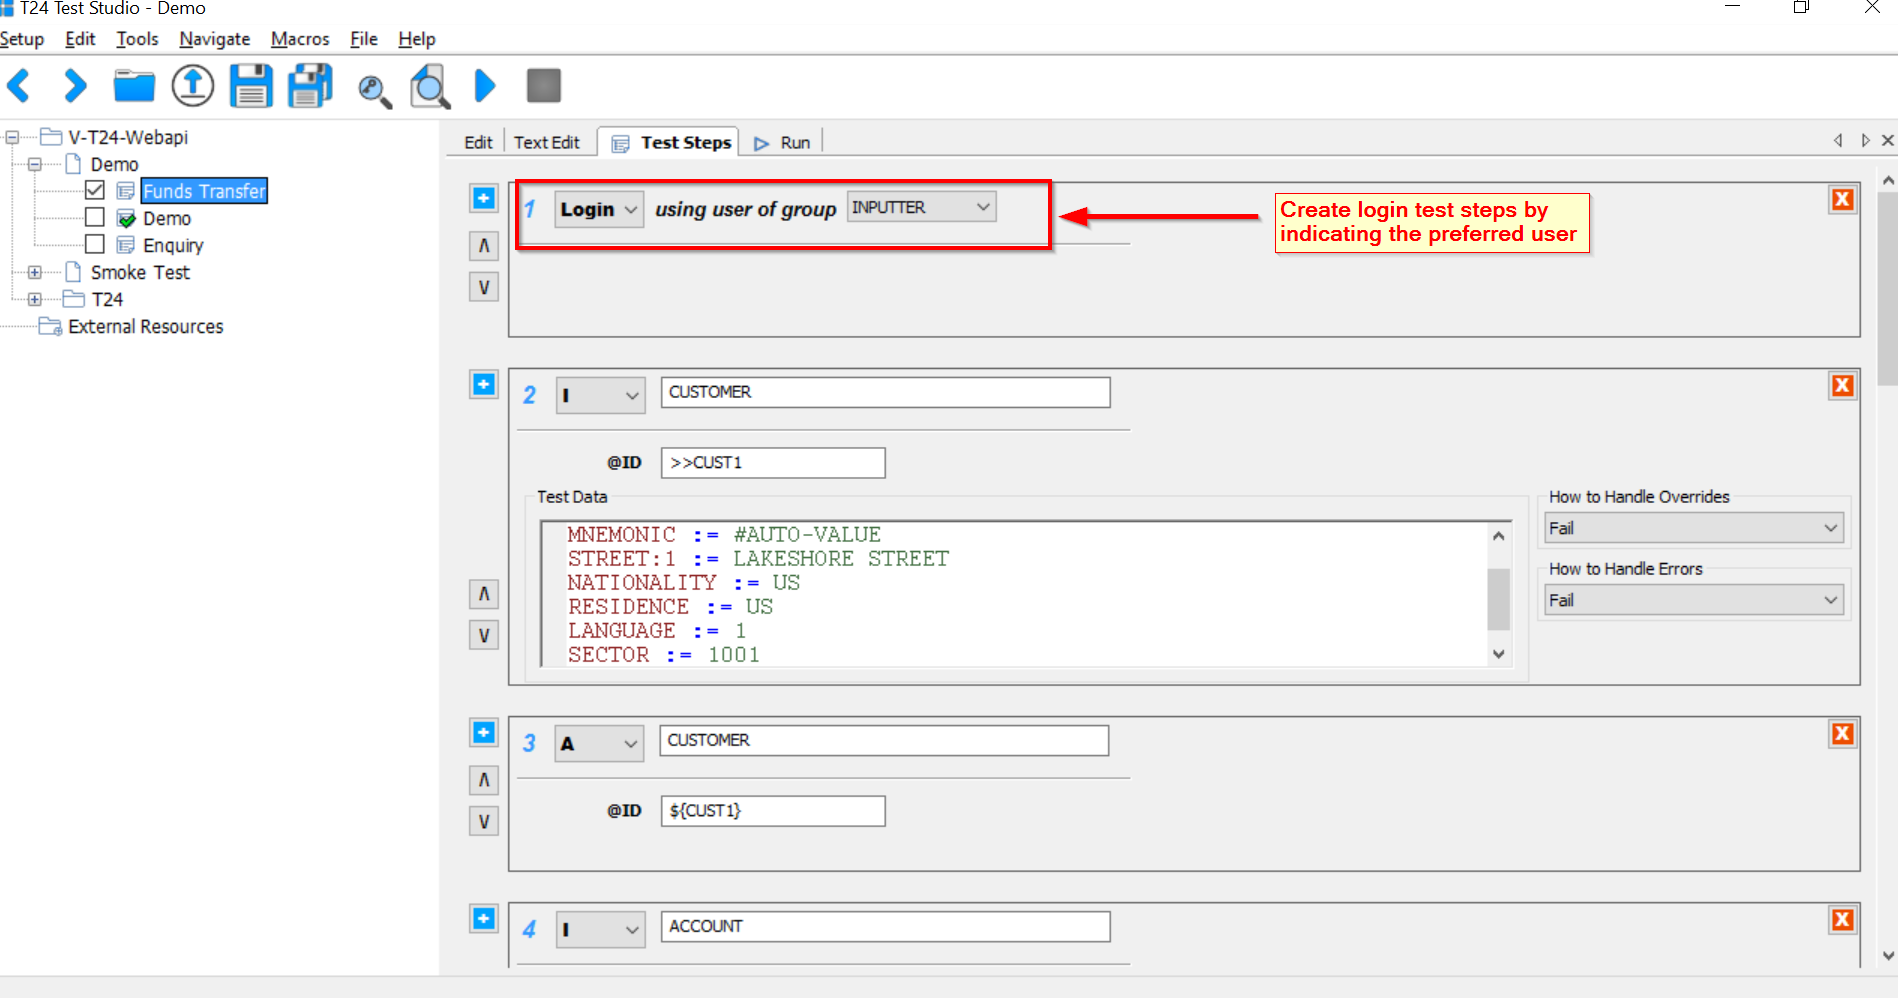 T24 Test Studio - Demo
Setup Edit Tools Navigate Macros File Help
V-T24-Webapi
Demo
Funds Transfer
Demo
Enquiry
Smoke Test
T24
External Resources
Edit Text Edit Test Steps Run
1 Login using user of group INPUTTER
Create login test steps by
indicating the preferred user
X
2 I CUSTOMER
X
@ID >>CUST1
Test Data
MNEMONIC := #AUTO-VALUE
STREET:1 := LAKESHORE STREET
NATIONALITY := US
RESIDENCE := US
LANGUAGE := 1
SECTOR := 1001
How to Handle Overrides
Fail
How to Handle Errors
Fail
3 A CUSTOMER
X
@ID ${CUST1}
4 I ACCOUNT
X